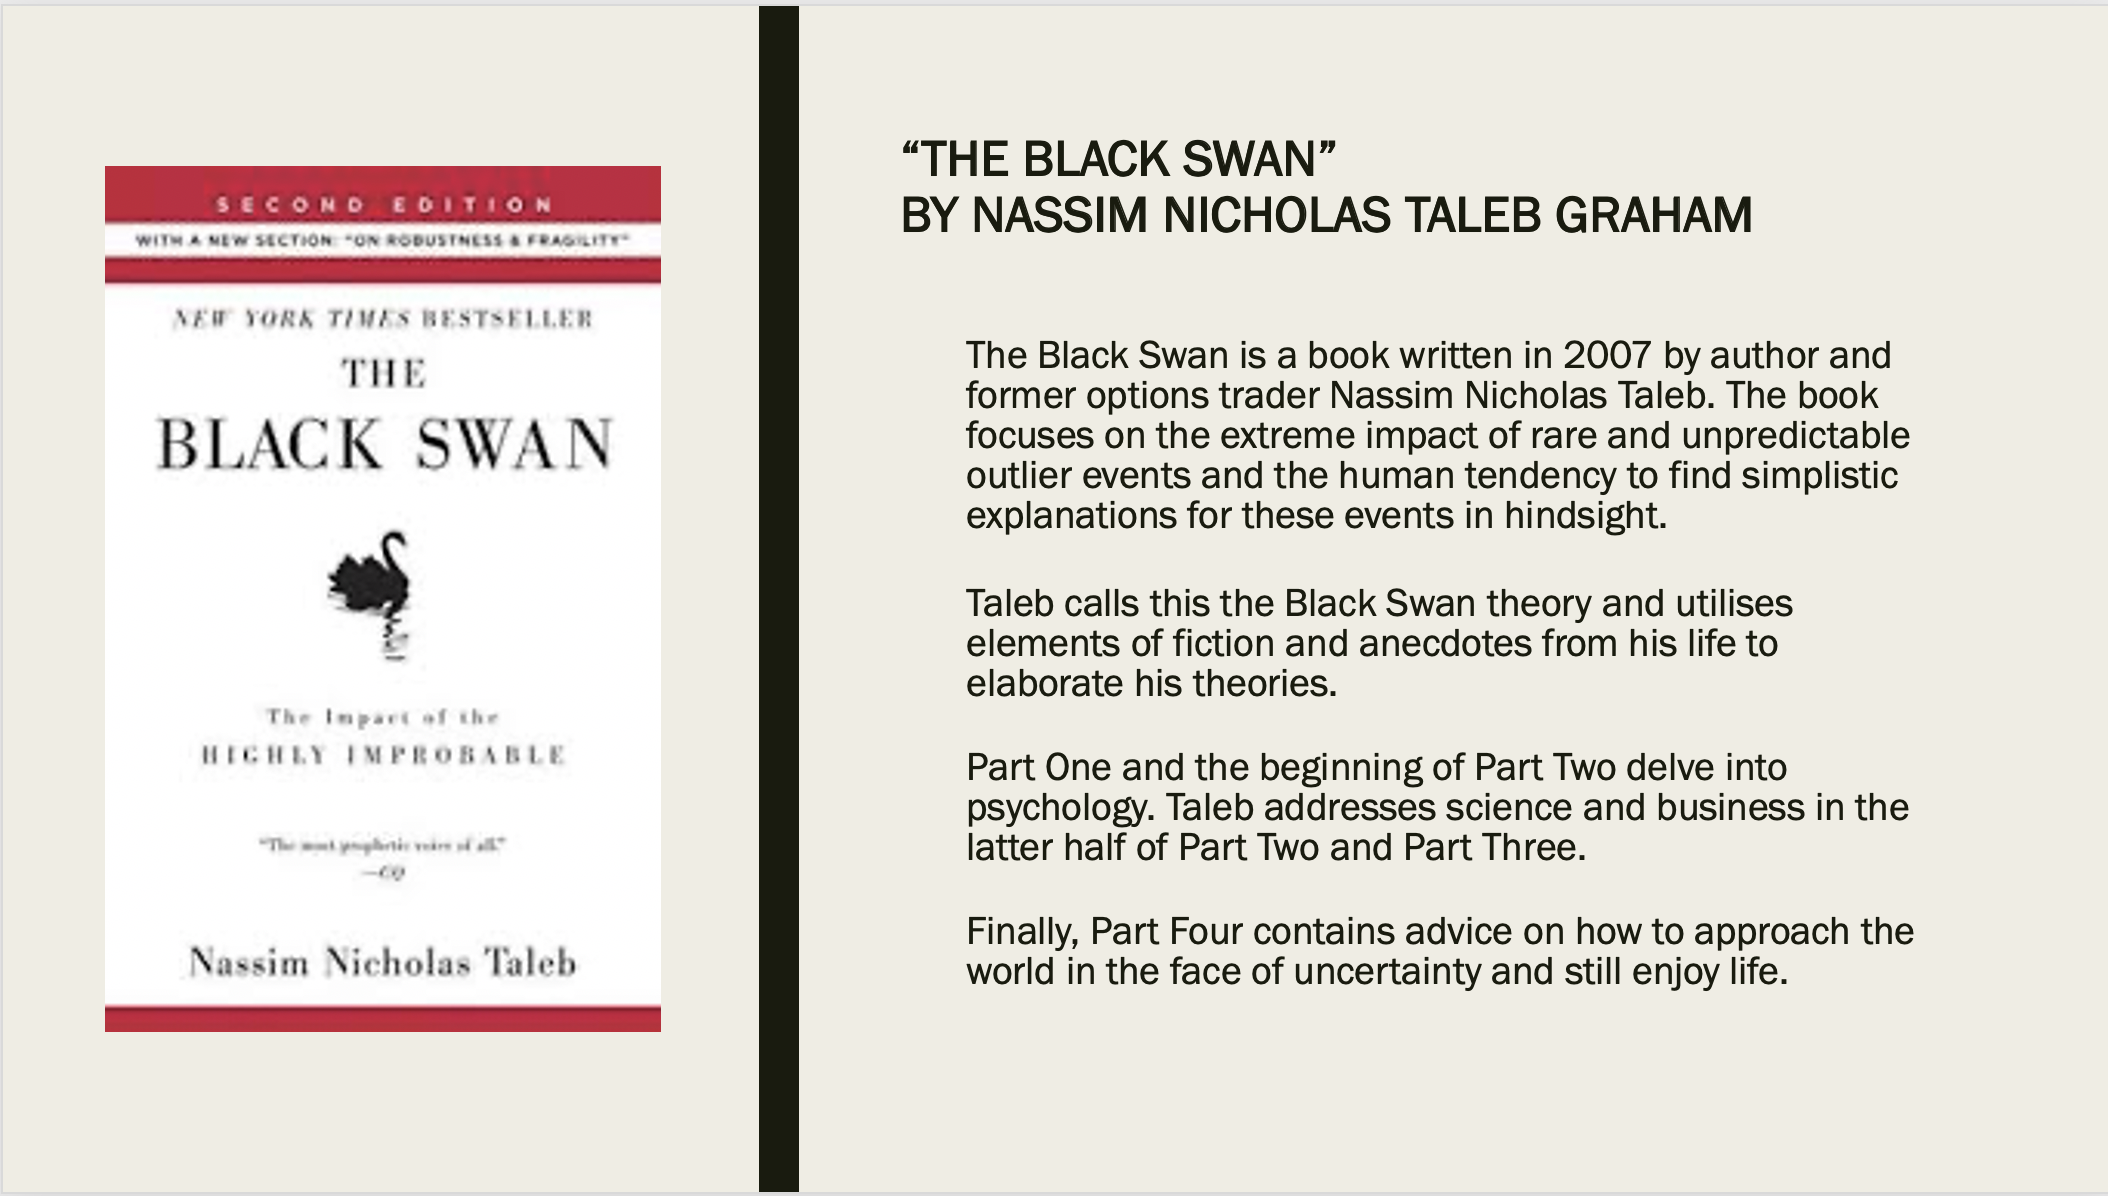 SECOND EDITION
WITH A NEW SECTION: "ON ROBUSTNESS & FRAGILITY"
NEW YORK TIMES BESTSELLER
THE
BLACK SWAN
The Impact of the
HIGHLY IMPROBABLE
"The most prophetic voice of all."
—GQ
Nassim Nicholas Taleb
“THE BLACK SWAN”
BY NASSIM NICHOLAS TALEB GRAHAM
The Black Swan is a book written in 2007 by author and
former options trader Nassim Nicholas Taleb. The book
focuses on the extreme impact of rare and unpredictable
outlier events and the human tendency to find simplistic
explanations for these events in hindsight.
Taleb calls this the Black Swan theory and utilises
elements of fiction and anecdotes from his life to
elaborate his theories.
Part One and the beginning of Part Two delve into
psychology. Taleb addresses science and business in the
latter half of Part Two and Part Three.
Finally, Part Four contains advice on how to approach the
world in the face of uncertainty and still enjoy life.